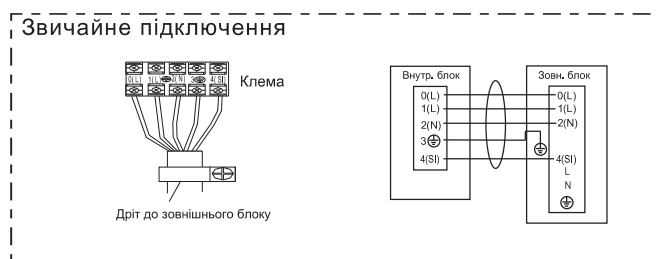 Звичайне підключення
0(L) 1(L) 2(N) 3 4(SI)
Клема
Дріт до зовнішнього блоку
Внутр. блок
0(L)
1(L)
2(N)
3
4(SI)
Зовн. блок
0(L)
1(L)
2(N)
4(SI)
L
N